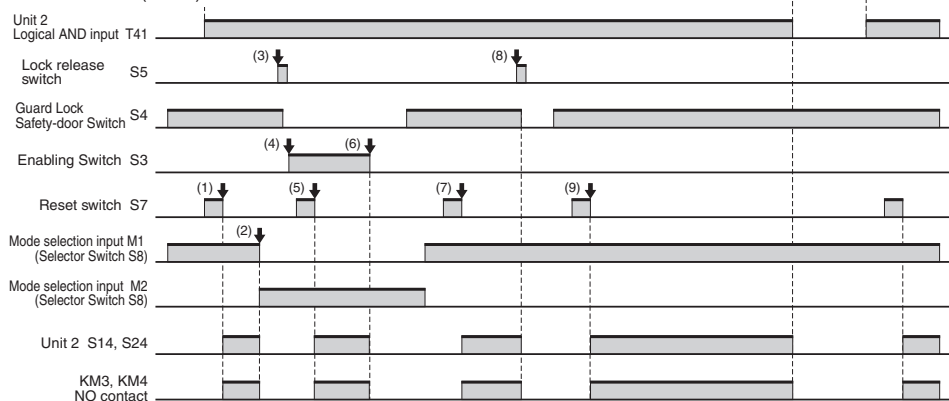 Unit 2
Logical AND input T41
(3)
(8)
Lock release
switch S5
Guard Lock
Safety-door Switch S4
(4)
(6)
Enabling Switch S3
(1)
(5)
(7)
(9)
Reset switch S7
(2)
Mode selection input M1
(Selector Switch S8)
Mode selection input M2
(Selector Switch S8)
Unit 2 S14, S24
KM3, KM4
NO contact